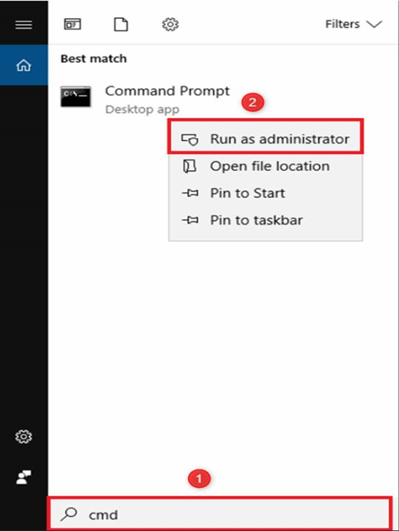 Filters
Best match
Command Prompt
Desktop app
2
Run as administrator
Open file location
Pin to Start
Pin to taskbar
1
cmd